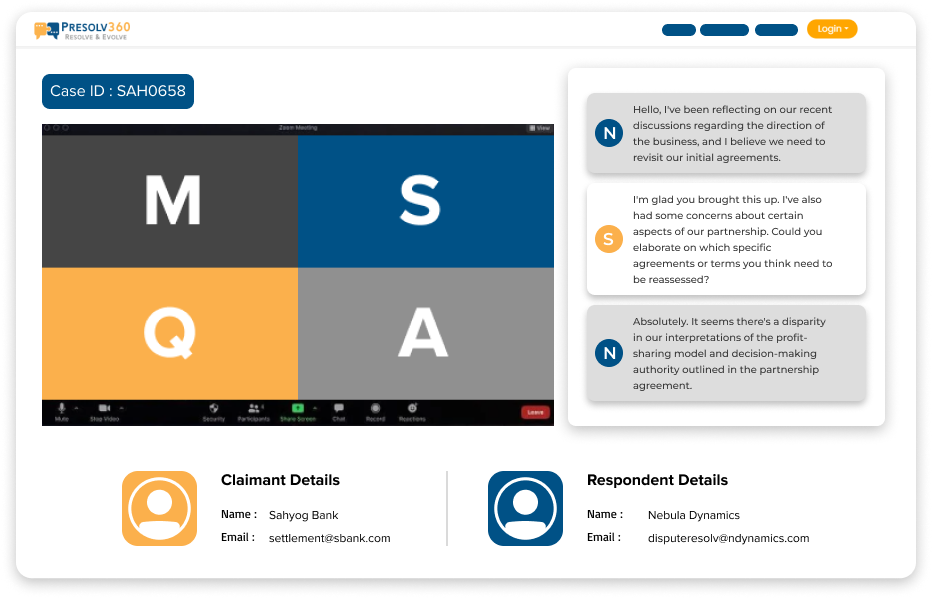 PRESOLV360
RESOLVE & EVOLVE
Login
Case ID : SAH0658
Zoom Meeting
View
M
S
Q
A
Mute
Stop Video
Security
Participants
Share Screen
Chat
Record
Reactions
Leave
N
Hello, I've been reflecting on our recent
discussions regarding the direction of
the business, and I believe we need to
revisit our initial agreements.
S
I'm glad you brought this up. I've also
had some concerns about certain
aspects of our partnership. Could you
elaborate on which specific
agreements or terms you think need to
be reassessed?
N
Absolutely. It seems there's a disparity
in our interpretations of the profit-
sharing model and decision-making
authority outlined in the partnership
agreement.
Claimant Details
Name : Sahyog Bank
Email : settlement@sbank.com
Respondent Details
Name : Nebula Dynamics
Email : disputeresolv@ndynamics.com